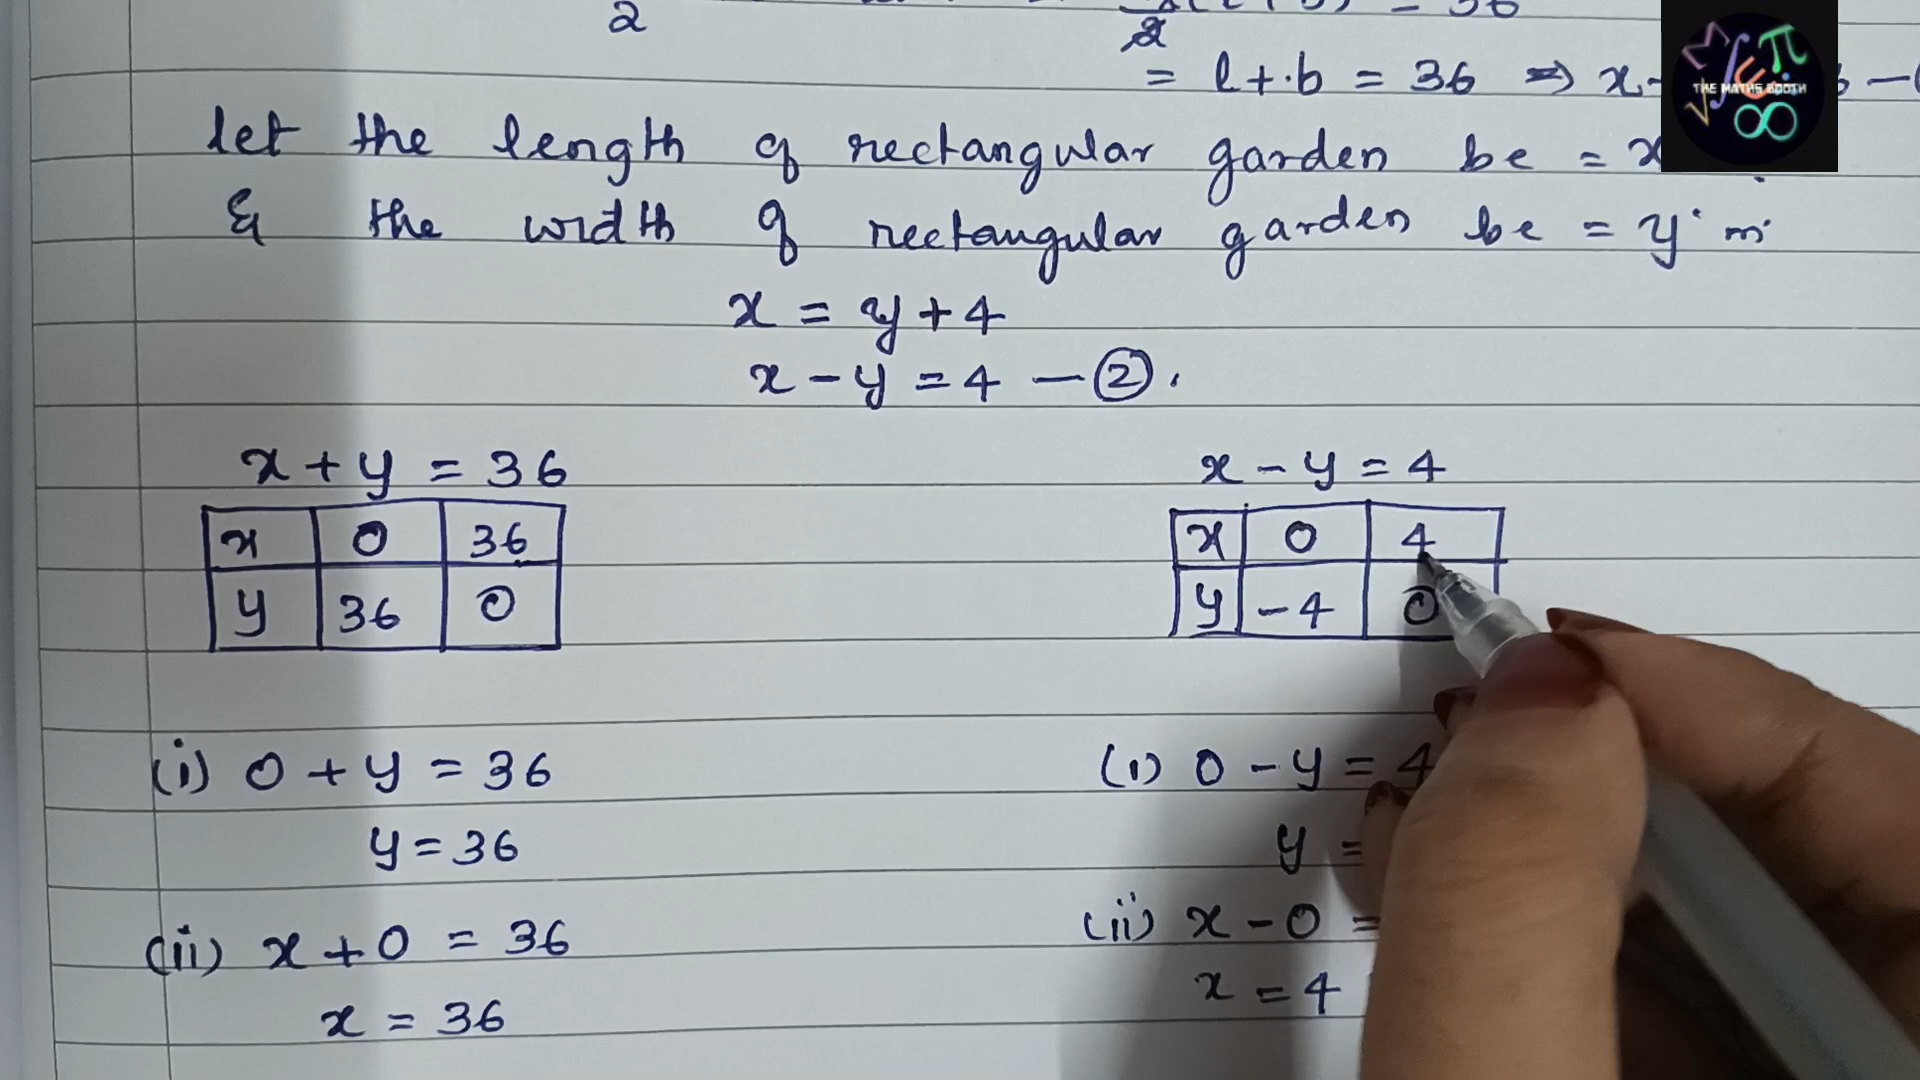 2
2
= l + b = 36 ⇒ x
THE MATHS BOOTH
let the length of rectangular garden be = x
& the width of rectangular garden be = y m
x = y + 4
x - y = 4 — ②.
x + y = 36
x - y = 4
x 0 36
y 36 0
x 0 4
y -4 0
(i) 0 + y = 36
(i) 0 - y = 4
y = 36
y =
(ii) x + 0 = 36
(ii) x - 0 =
x = 36
x = 4